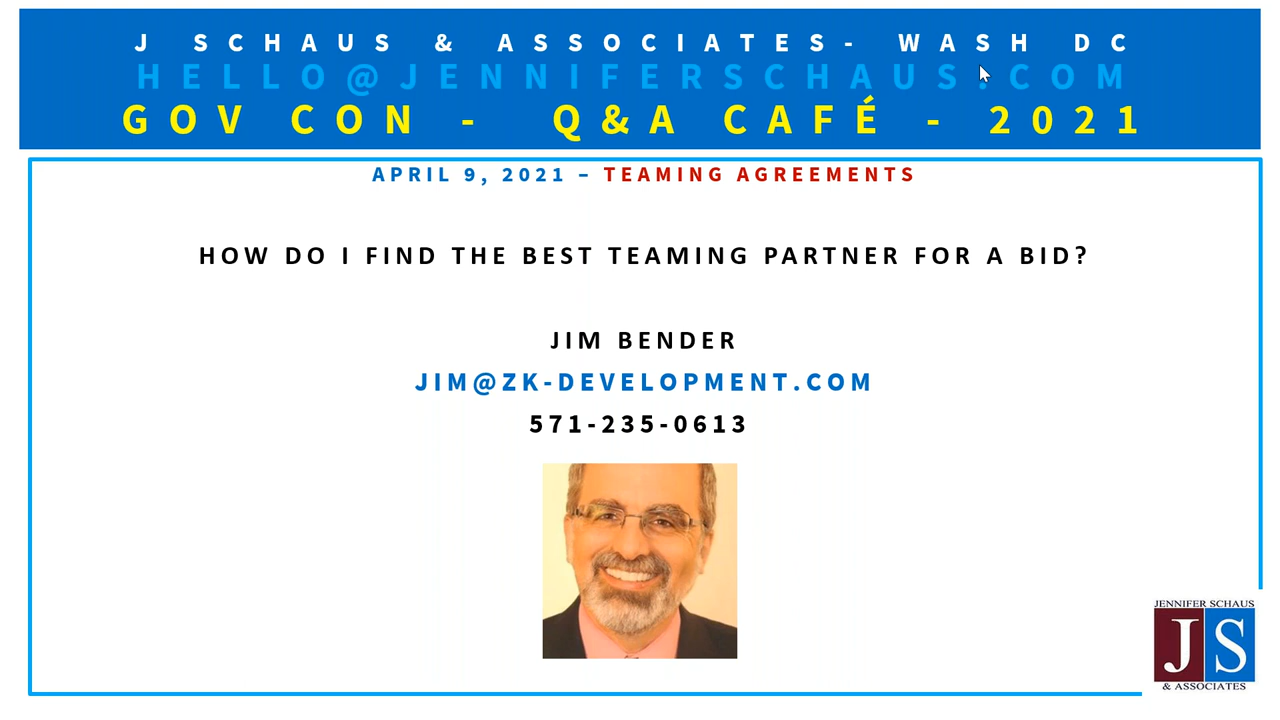 J SCHAUS & ASSOCIATES- WASH DC
HELLO@JENNIFERSCHAUS.COM
GOV CON - Q&A CAFÉ - 2021
APRIL 9, 2021 – TEAMING AGREEMENTS
HOW DO I FIND THE BEST TEAMING PARTNER FOR A BID?
JIM BENDER
JIM@ZK-DEVELOPMENT.COM
571-235-0613
JENNIFER SCHAUS
JS
& ASSOCIATES